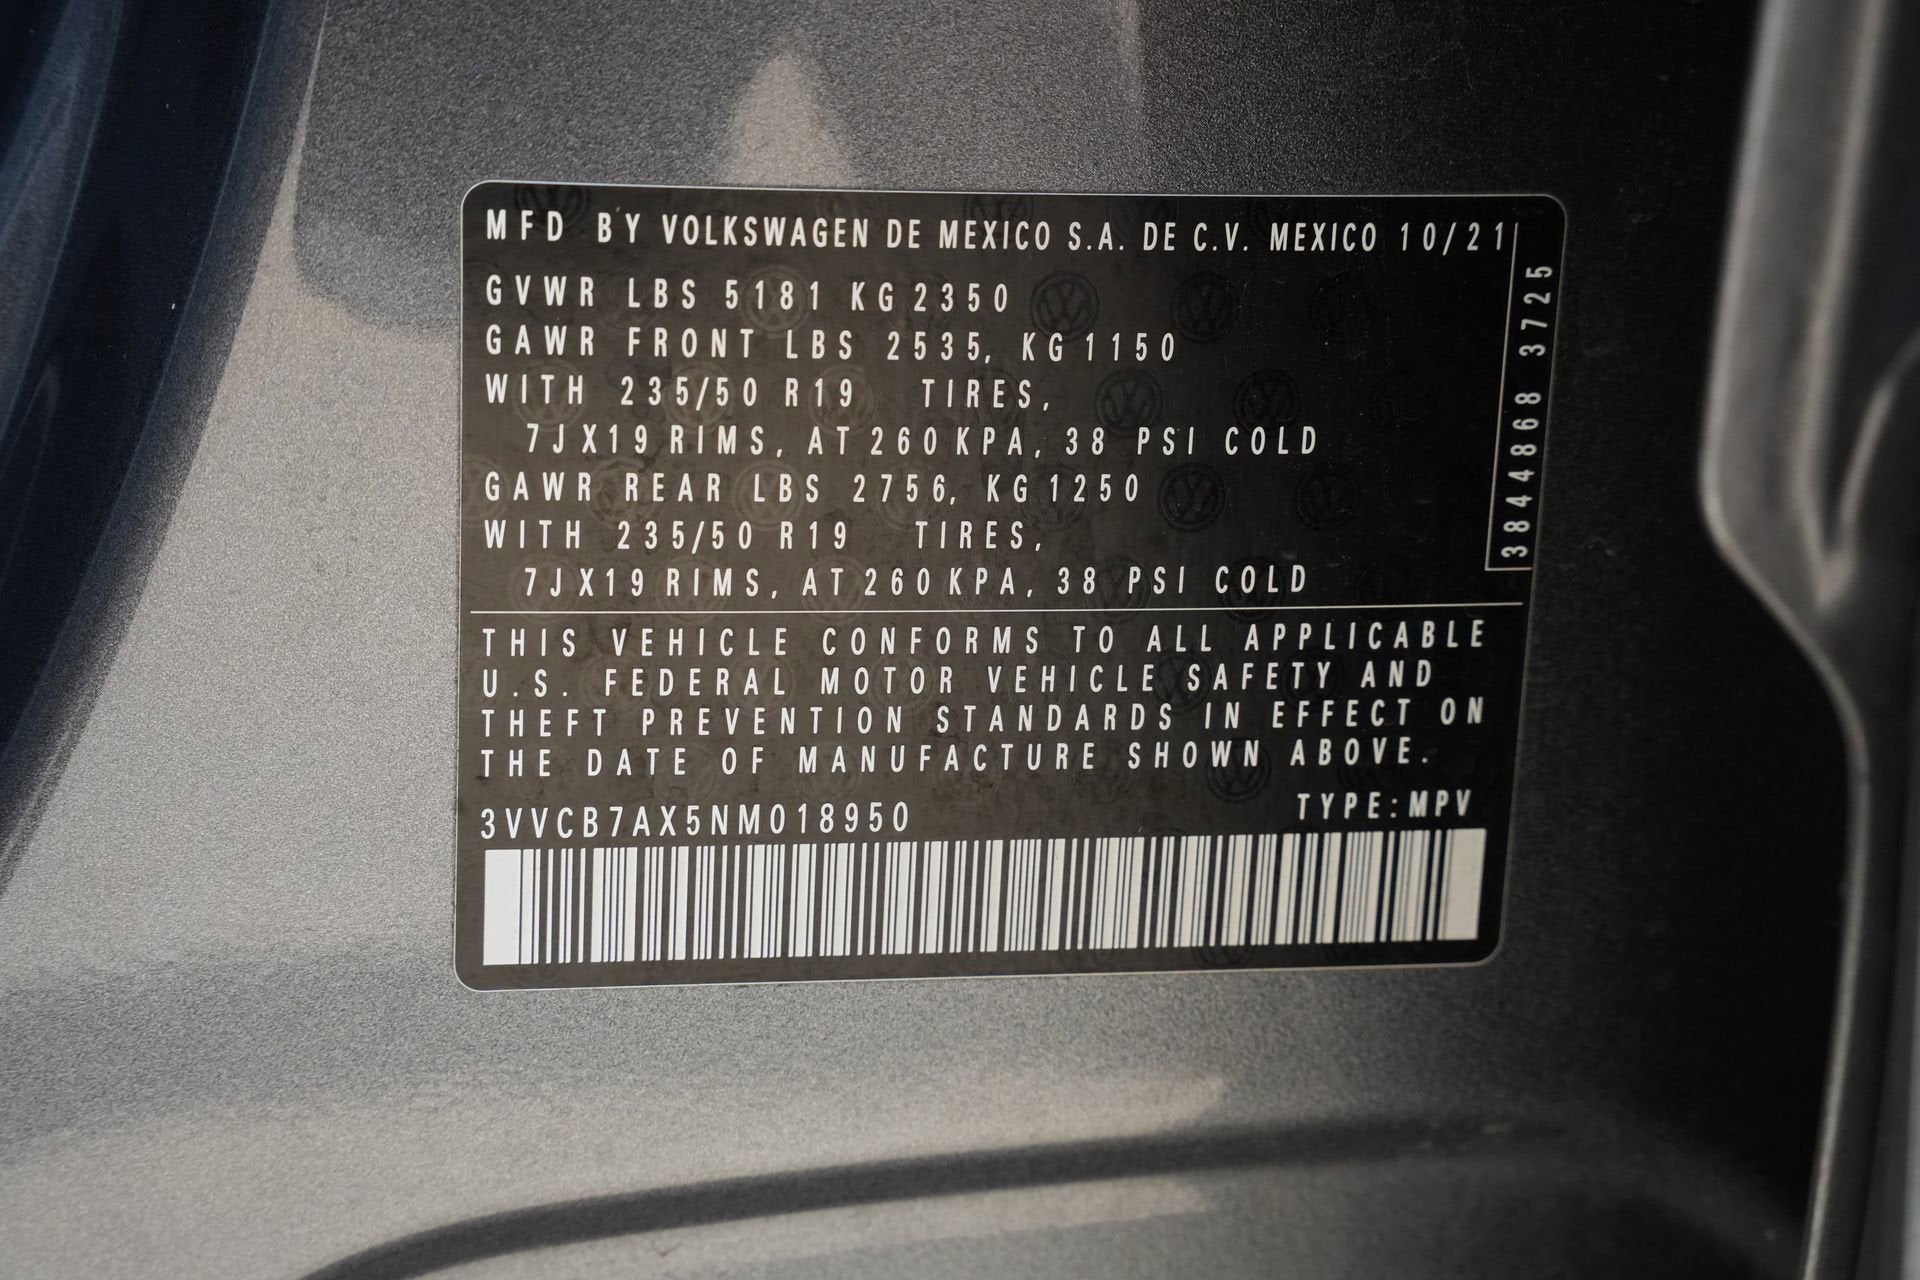 MFD BY VOLKSWAGEN DE MEXICO S.A. DE C.V. MEXICO 10/21
GVWR LBS 5181 KG 2350
GAWR FRONT LBS 2535, KG 1150
WITH 235/50 R19 TIRES,
7JX19 RIMS, AT 260 KPA, 38 PSI COLD
GAWR REAR LBS 2756, KG 1250
WITH 235/50 R19 TIRES,
7JX19 RIMS, AT 260 KPA, 38 PSI COLD
3844868 3725
THIS VEHICLE CONFORMS TO ALL APPLICABLE
U.S. FEDERAL MOTOR VEHICLE SAFETY AND
THEFT PREVENTION STANDARDS IN EFFECT ON
THE DATE OF MANUFACTURE SHOWN ABOVE.
3VVCB7AX5NM018950 TYPE: MPV